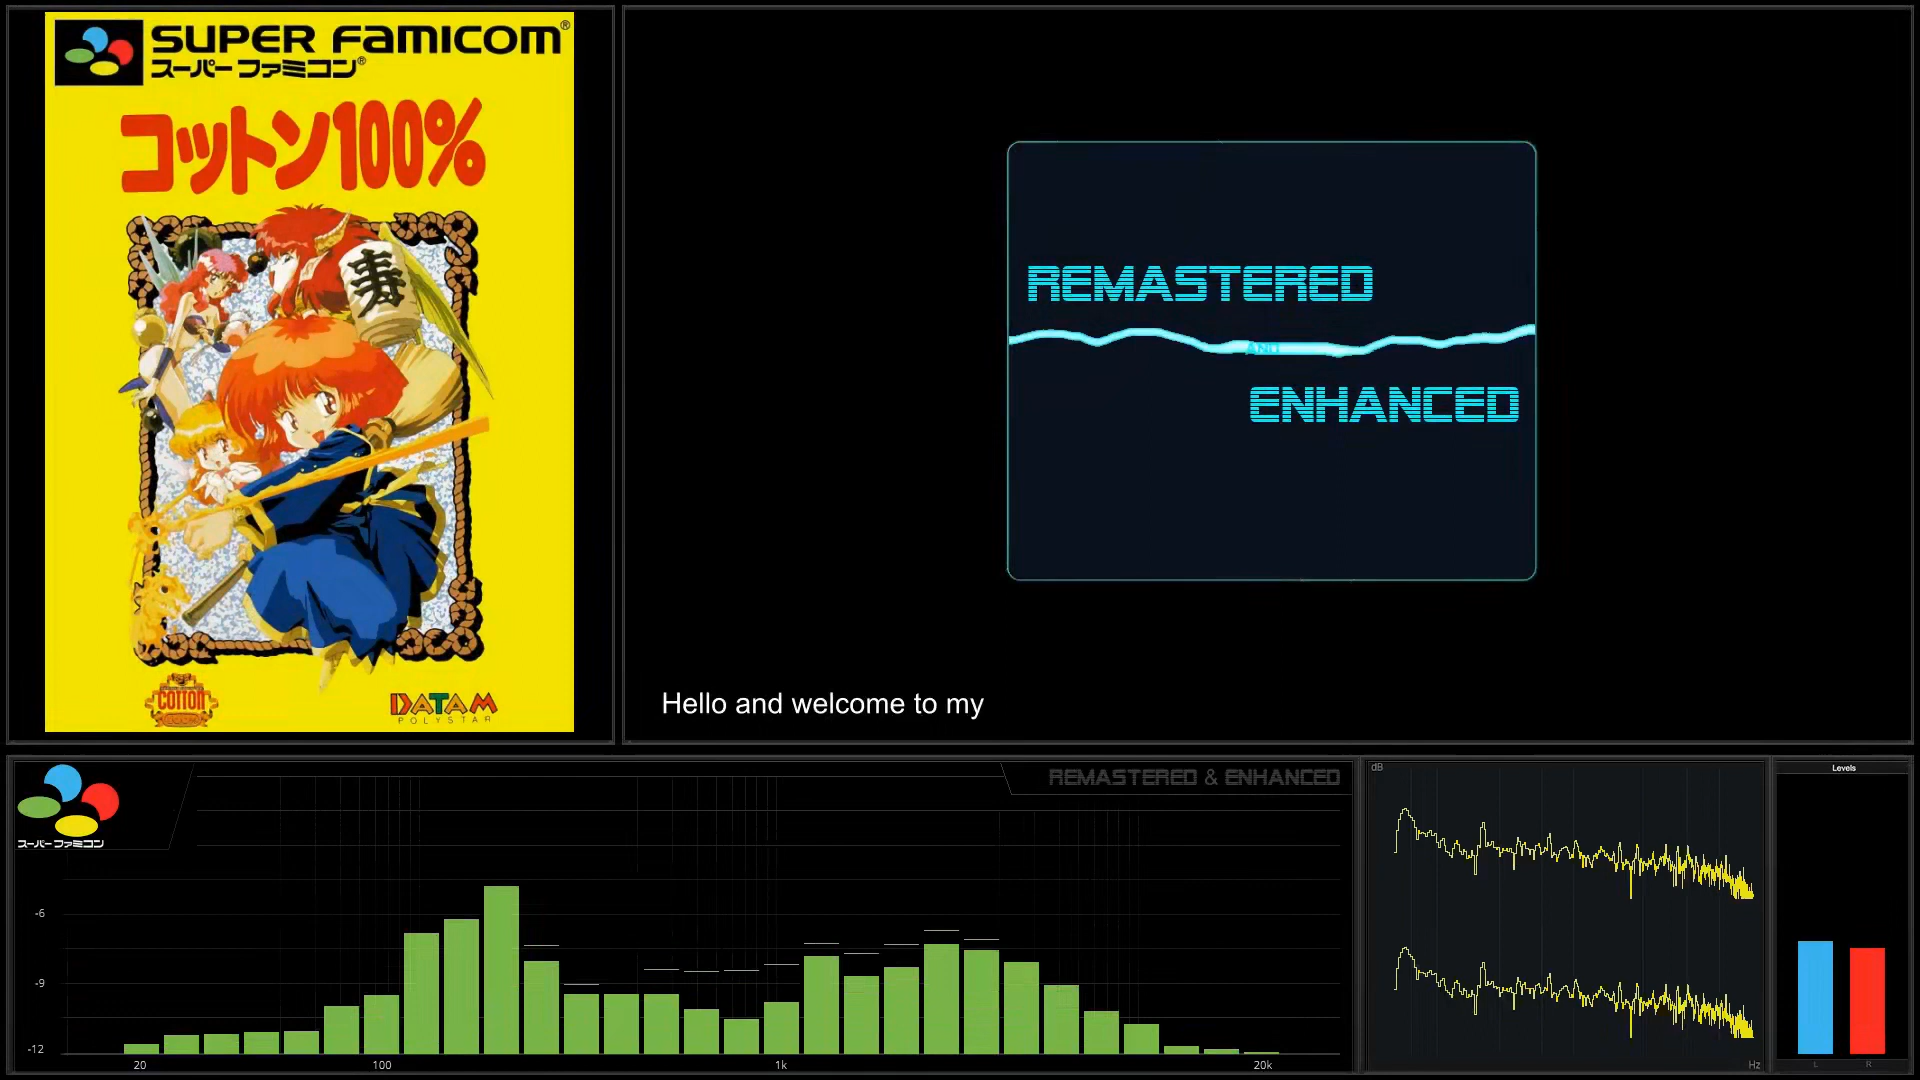 SUPER FAMICOM®
スーパーファミコン®
コットン100%
寿
COTTON
DATAM
POLYSTAR
REMASTERED
AND
ENHANCED
Hello and welcome to my
スーパーファミコン
REMASTERED & ENHANCED
-6
-9
-12
20
100
1k
20k
dB
Hz
Levels
L
R